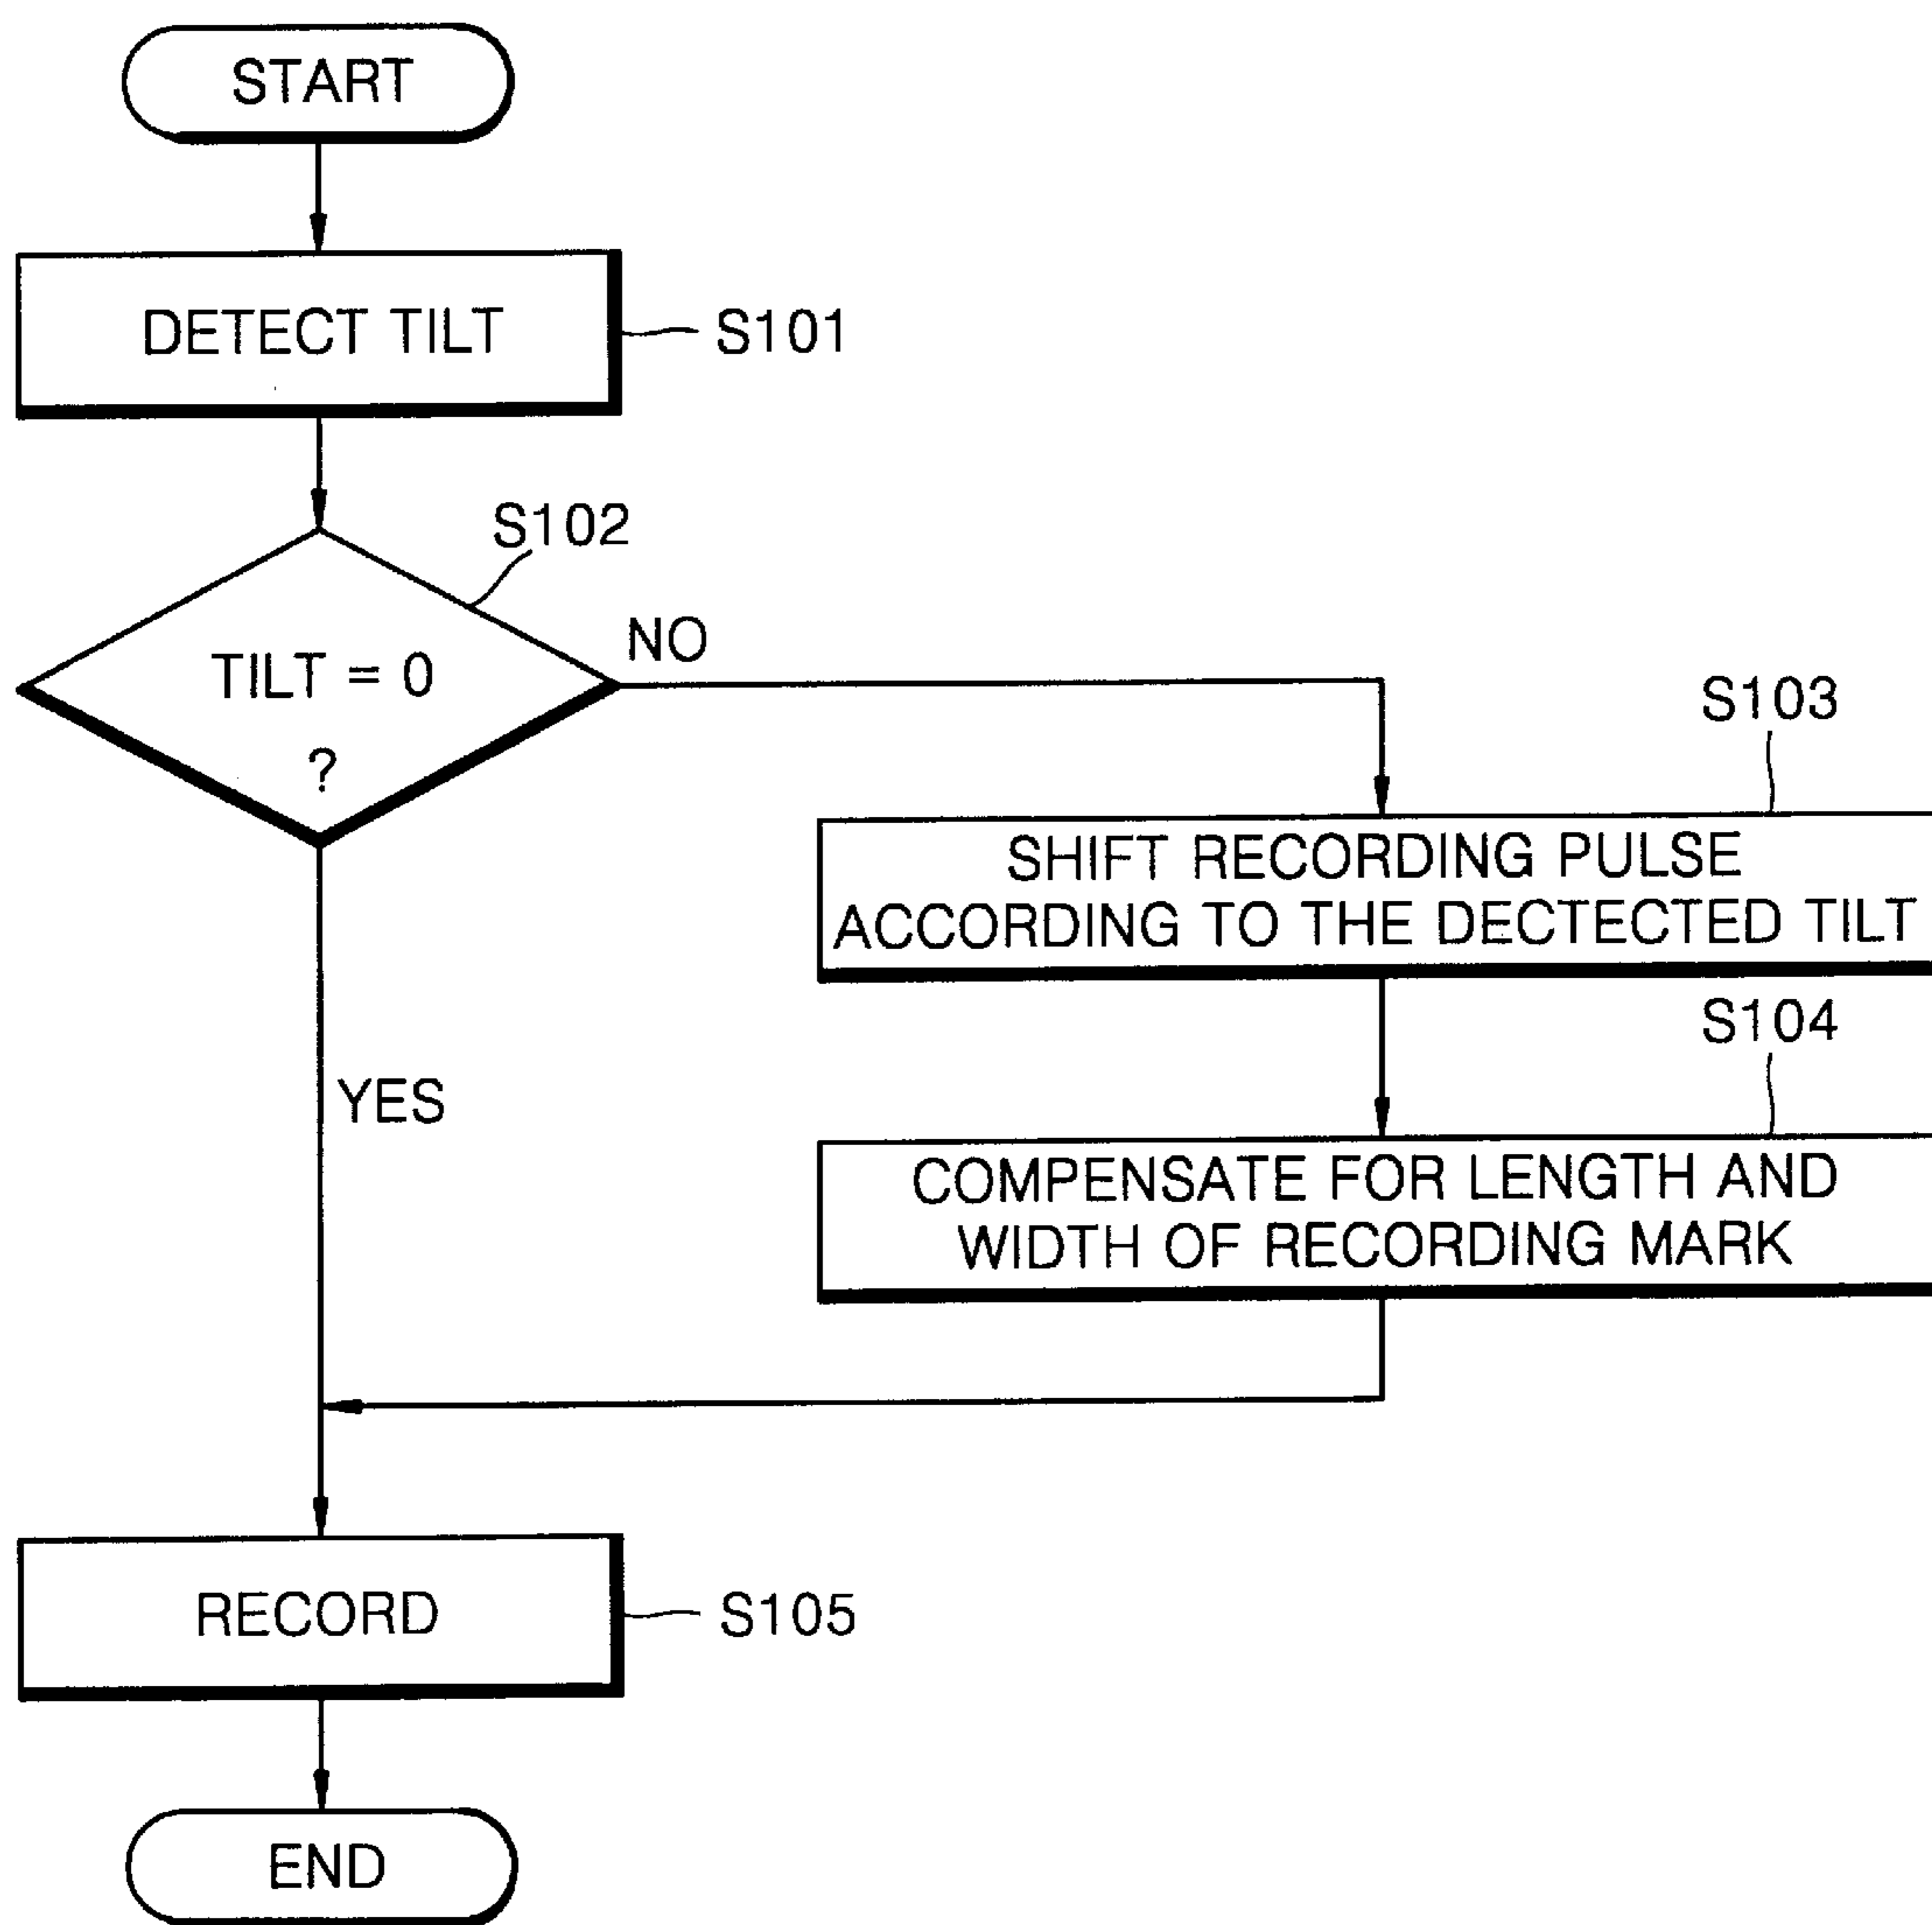 START
DETECT TILT
S101
S102
TILT = 0
?
NO
S103
SHIFT RECORDING PULSE
ACCORDING TO THE DECTECTED TILT
S104
YES
COMPENSATE FOR LENGTH AND
WIDTH OF RECORDING MARK
RECORD
S105
END